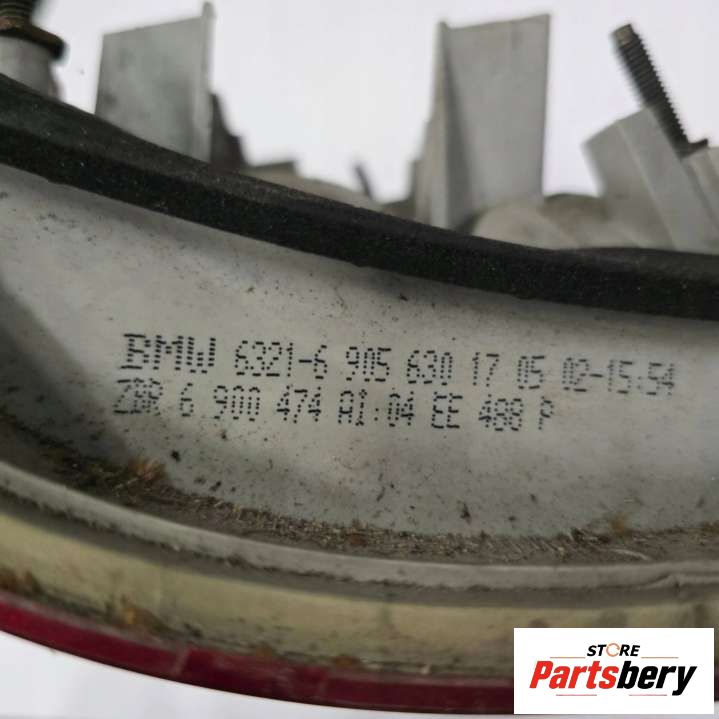 BMW 6321-6 905 630 17 05 02-15:54
ZBR 6 900 474 AI:04 EE 488 P
STORE
Partsbery